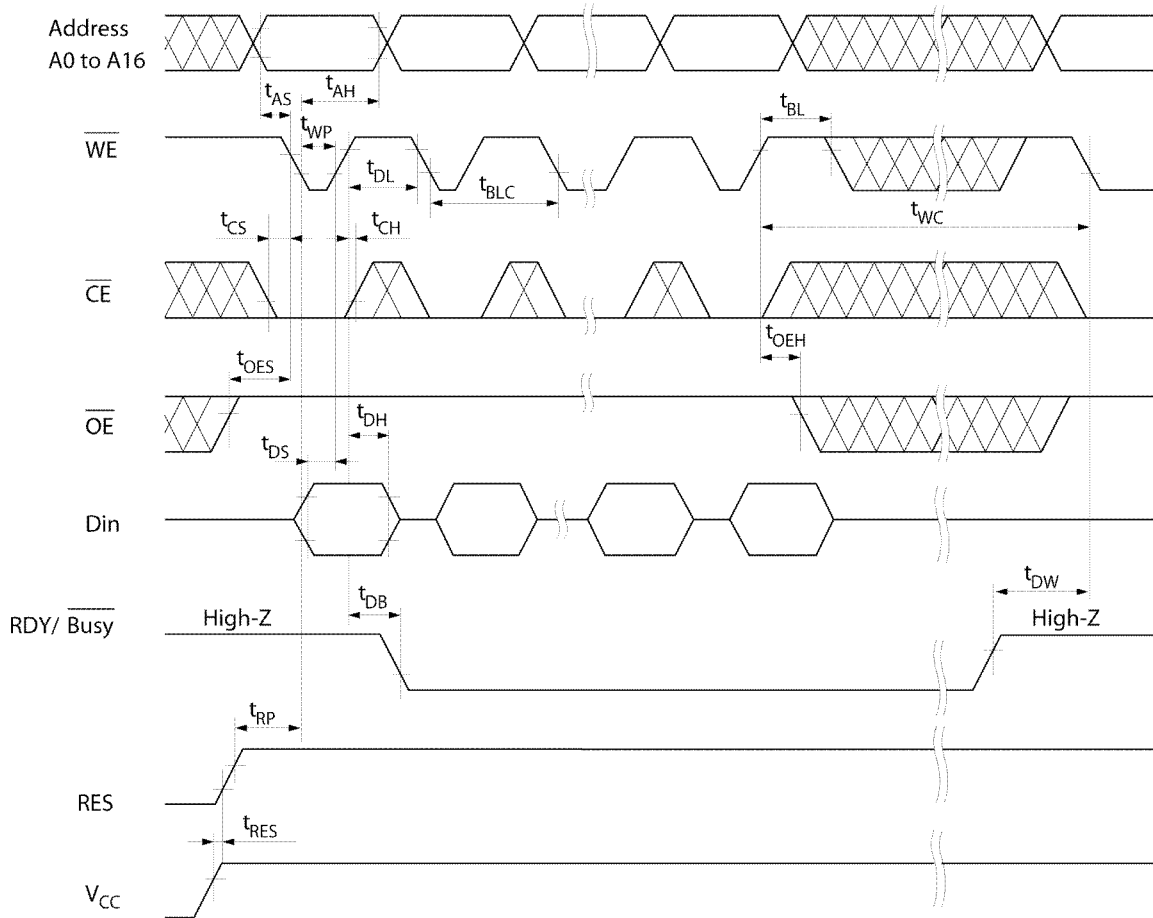 Address
A0 to A16
tAS
tAH
tWP
tBL
WE
tDL
tBLC
tWC
tCS
tCH
CE
tOES
tOEH
OE
tDH
tDS
Din
tDB
tDW
RDY/ Busy
High-Z
High-Z
tRP
RES
tRES
VCC